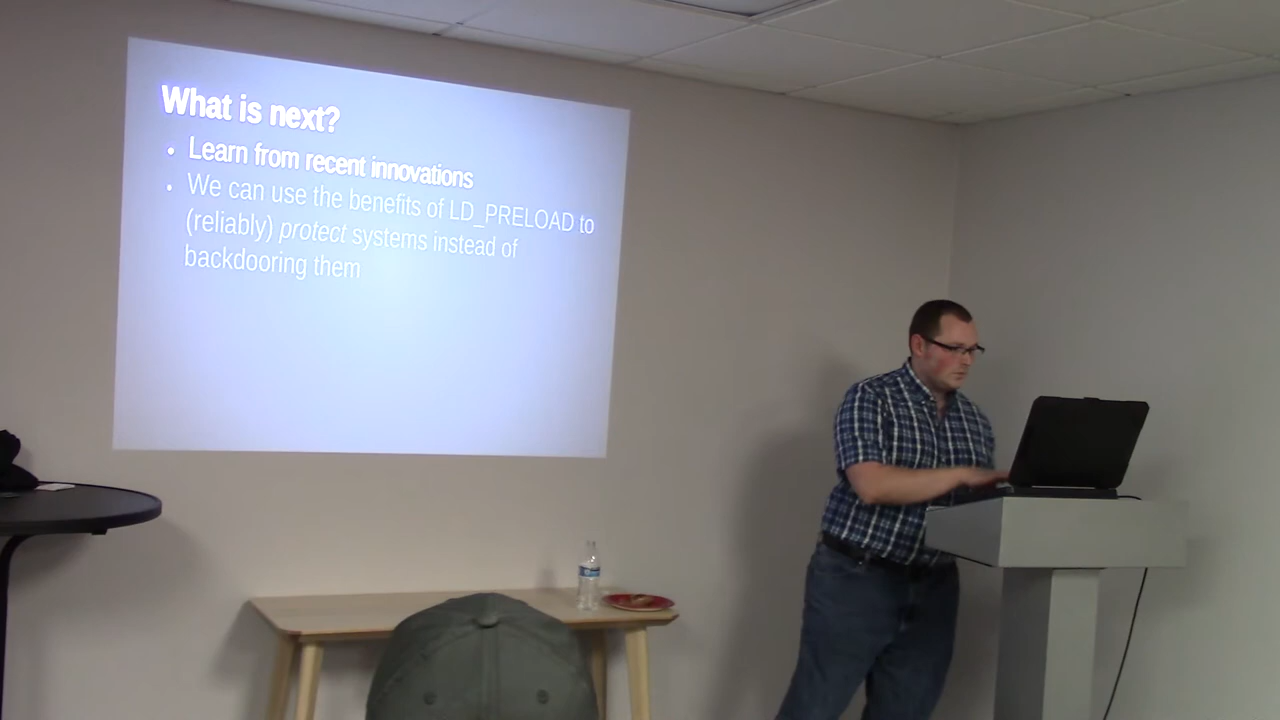 What is next?
• Learn from recent innovations
• We can use the benefits of LD_PRELOAD to
(reliably) protect systems instead of
backdooring them